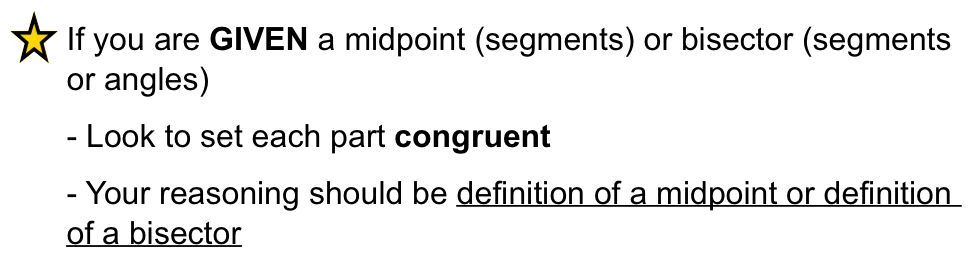 If you are GIVEN a midpoint (segments) or bisector (segments
or angles)
- Look to set each part congruent
- Your reasoning should be definition of a midpoint or definition
of a bisector